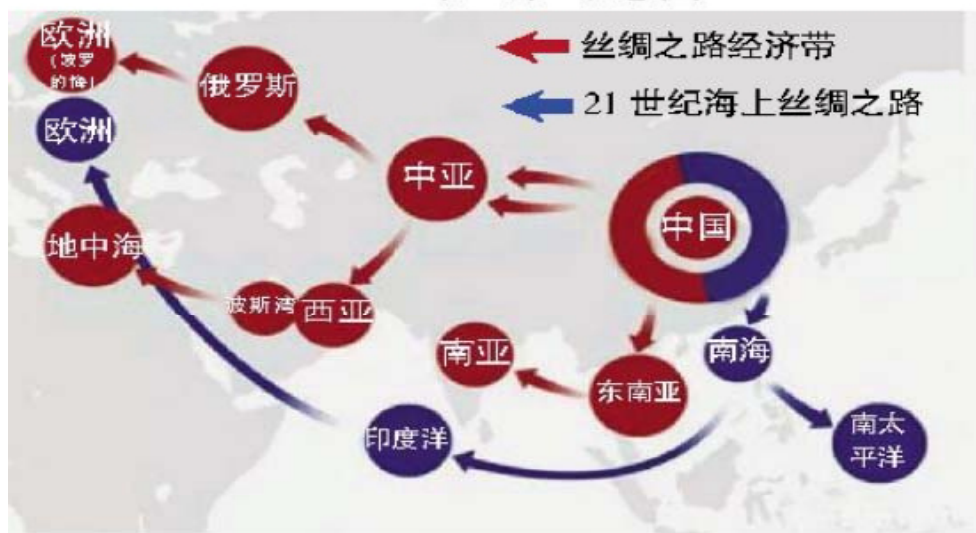 丝绸之路经济带
21 世纪海上丝绸之路
欧洲
(波罗
的海)
俄罗斯
欧洲
中亚
中国
地中海
波斯湾
西亚
南亚
东南亚
南海
印度洋
南太
平洋